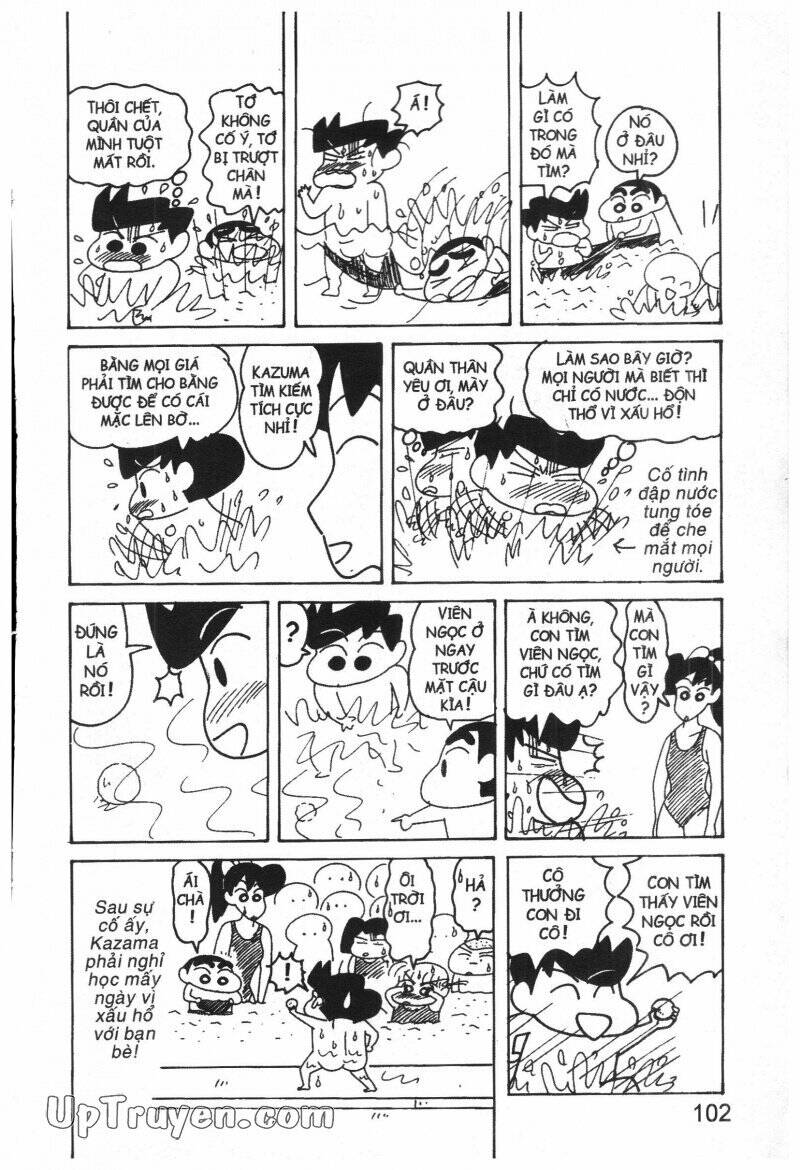 NÓ
Ở ĐÂU
NHỈ?
LÀM
GÌ CÓ
TRONG
ĐÓ MÀ
TÌM?
Á!
TỚ
KHÔNG
CỐ Ý, TỚ
BỊ TRƯỢT
CHÂN
MÀ!
THÔI CHẾT,
QUẦN CỦA
MÌNH TUỘT
MẤT RỒI.
LÀM SAO BÂY GIỜ?
MỌI NGƯỜI MÀ BIẾT THÌ
CHỈ CÓ NƯỚC... ĐỘN
THỔ VÌ XẤU HỔ!
QUẦN THÂN
YÊU ƠI, MÀY
Ở ĐÂU?
Cố tình
đập nước
tung tóe
để che
mắt mọi
người.
KAZUMA
TÌM KIẾM
TÍCH CỰC
NHỈ!
BẰNG MỌI GIÁ
PHẢI TÌM CHO BẰNG
ĐƯỢC ĐỂ CÓ CÁI
MẶC LÊN BỜ...
MÀ
CON
TÌM
GÌ
VẬY
?
À KHÔNG,
CON TÌM
VIÊN NGỌC,
CHỨ CÓ TÌM
GÌ ĐÂU Ạ?
VIÊN
NGỌC Ở
NGAY
TRƯỚC
MẶT CẬU
KÌA!
?
ĐÚNG
LÀ
NÓ
RỒI!
CON TÌM
THẤY VIÊN
NGỌC RỒI
CÔ ƠI!
CÔ
THƯỞNG
CON ĐI
CÔ!
HẢ
?
ÔI
TRỜI
ƠI...
!
ÁI
CHÀ!
Sau sự
cố ấy,
Kazama
phải nghỉ
học mấy
ngày vì
xấu hổ
với bạn
bè!
UpTruyen.com
102